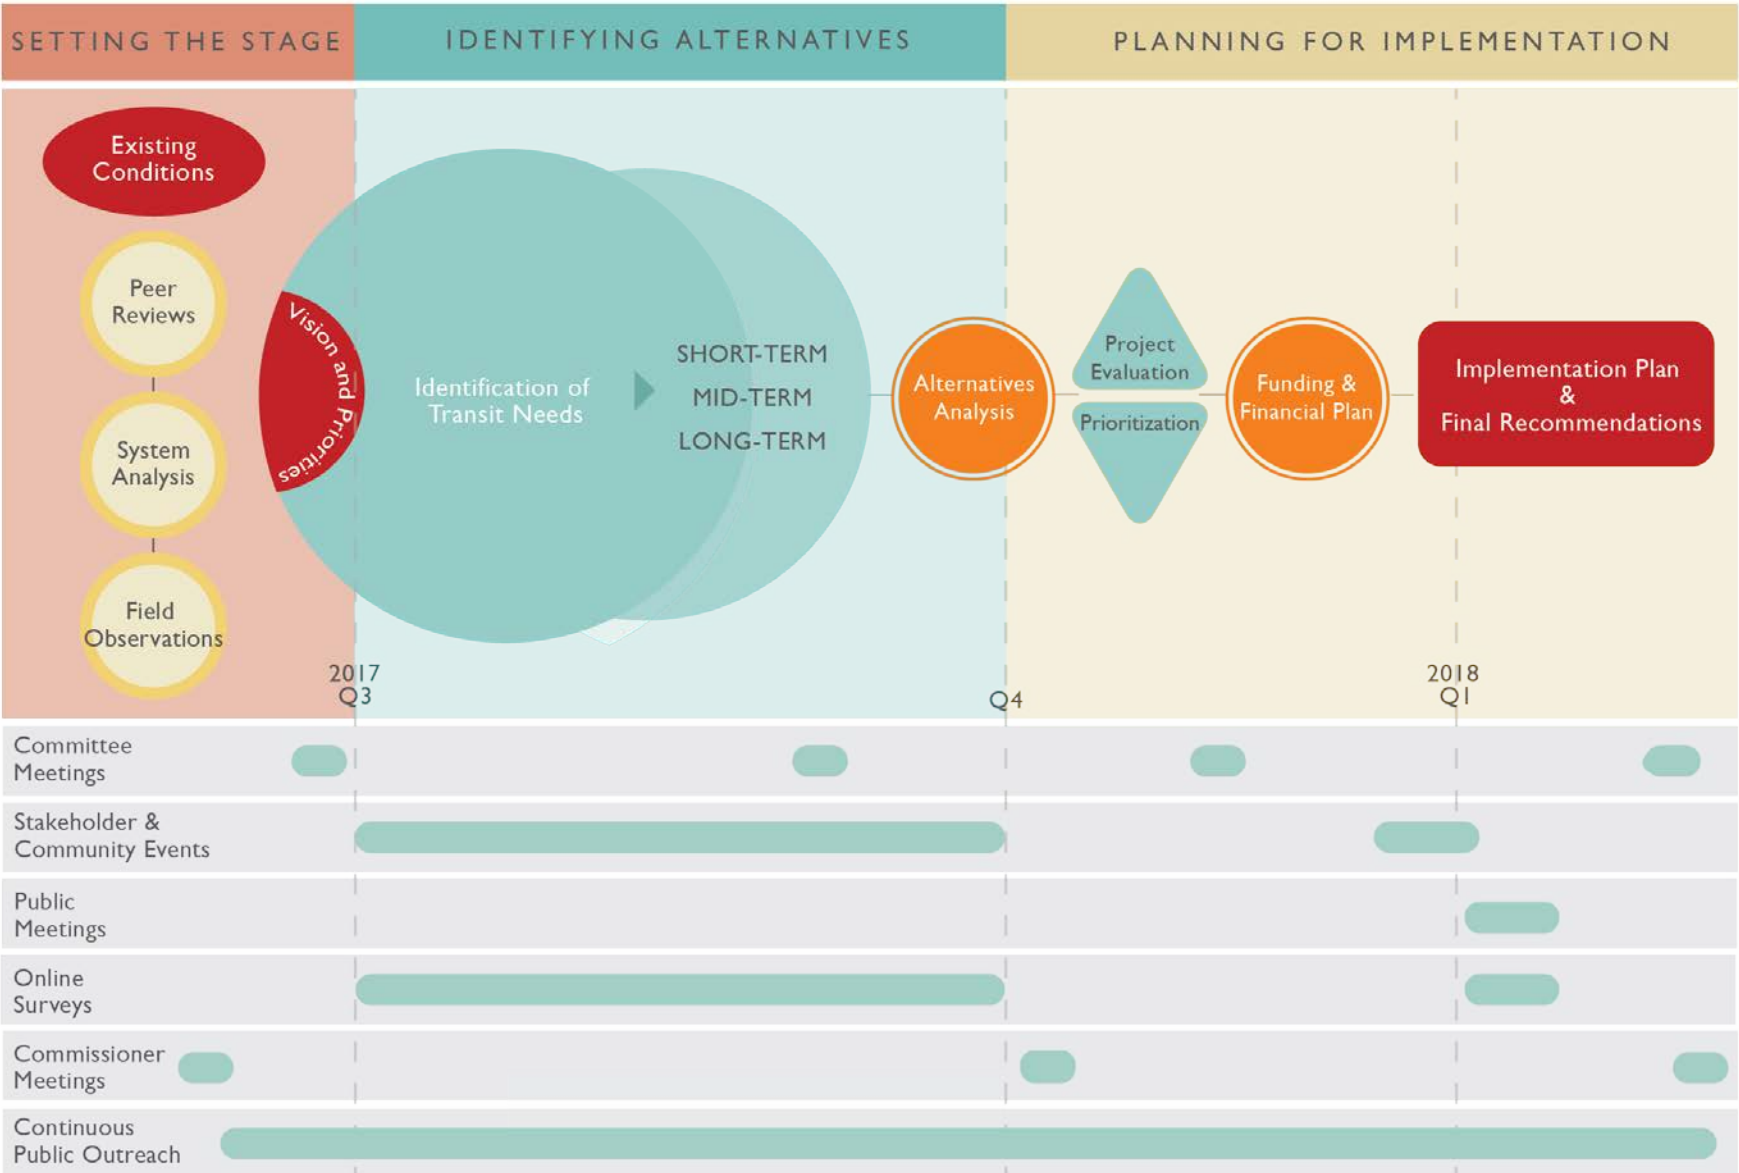 SETTING THE STAGE
IDENTIFYING ALTERNATIVES
PLANNING FOR IMPLEMENTATION
Existing
Conditions
Peer
Reviews
System
Analysis
Field
Observations
Vision and Priorities
Identification of
Transit Needs
SHORT-TERM
MID-TERM
LONG-TERM
Alternatives
Analysis
Project
Evaluation
Prioritization
Funding &
Financial Plan
Implementation Plan
&
Final Recommendations
2017
Q3
Q4
2018
Q1
Committee
Meetings
Stakeholder &
Community Events
Public
Meetings
Online
Surveys
Commissioner
Meetings
Continuous
Public Outreach